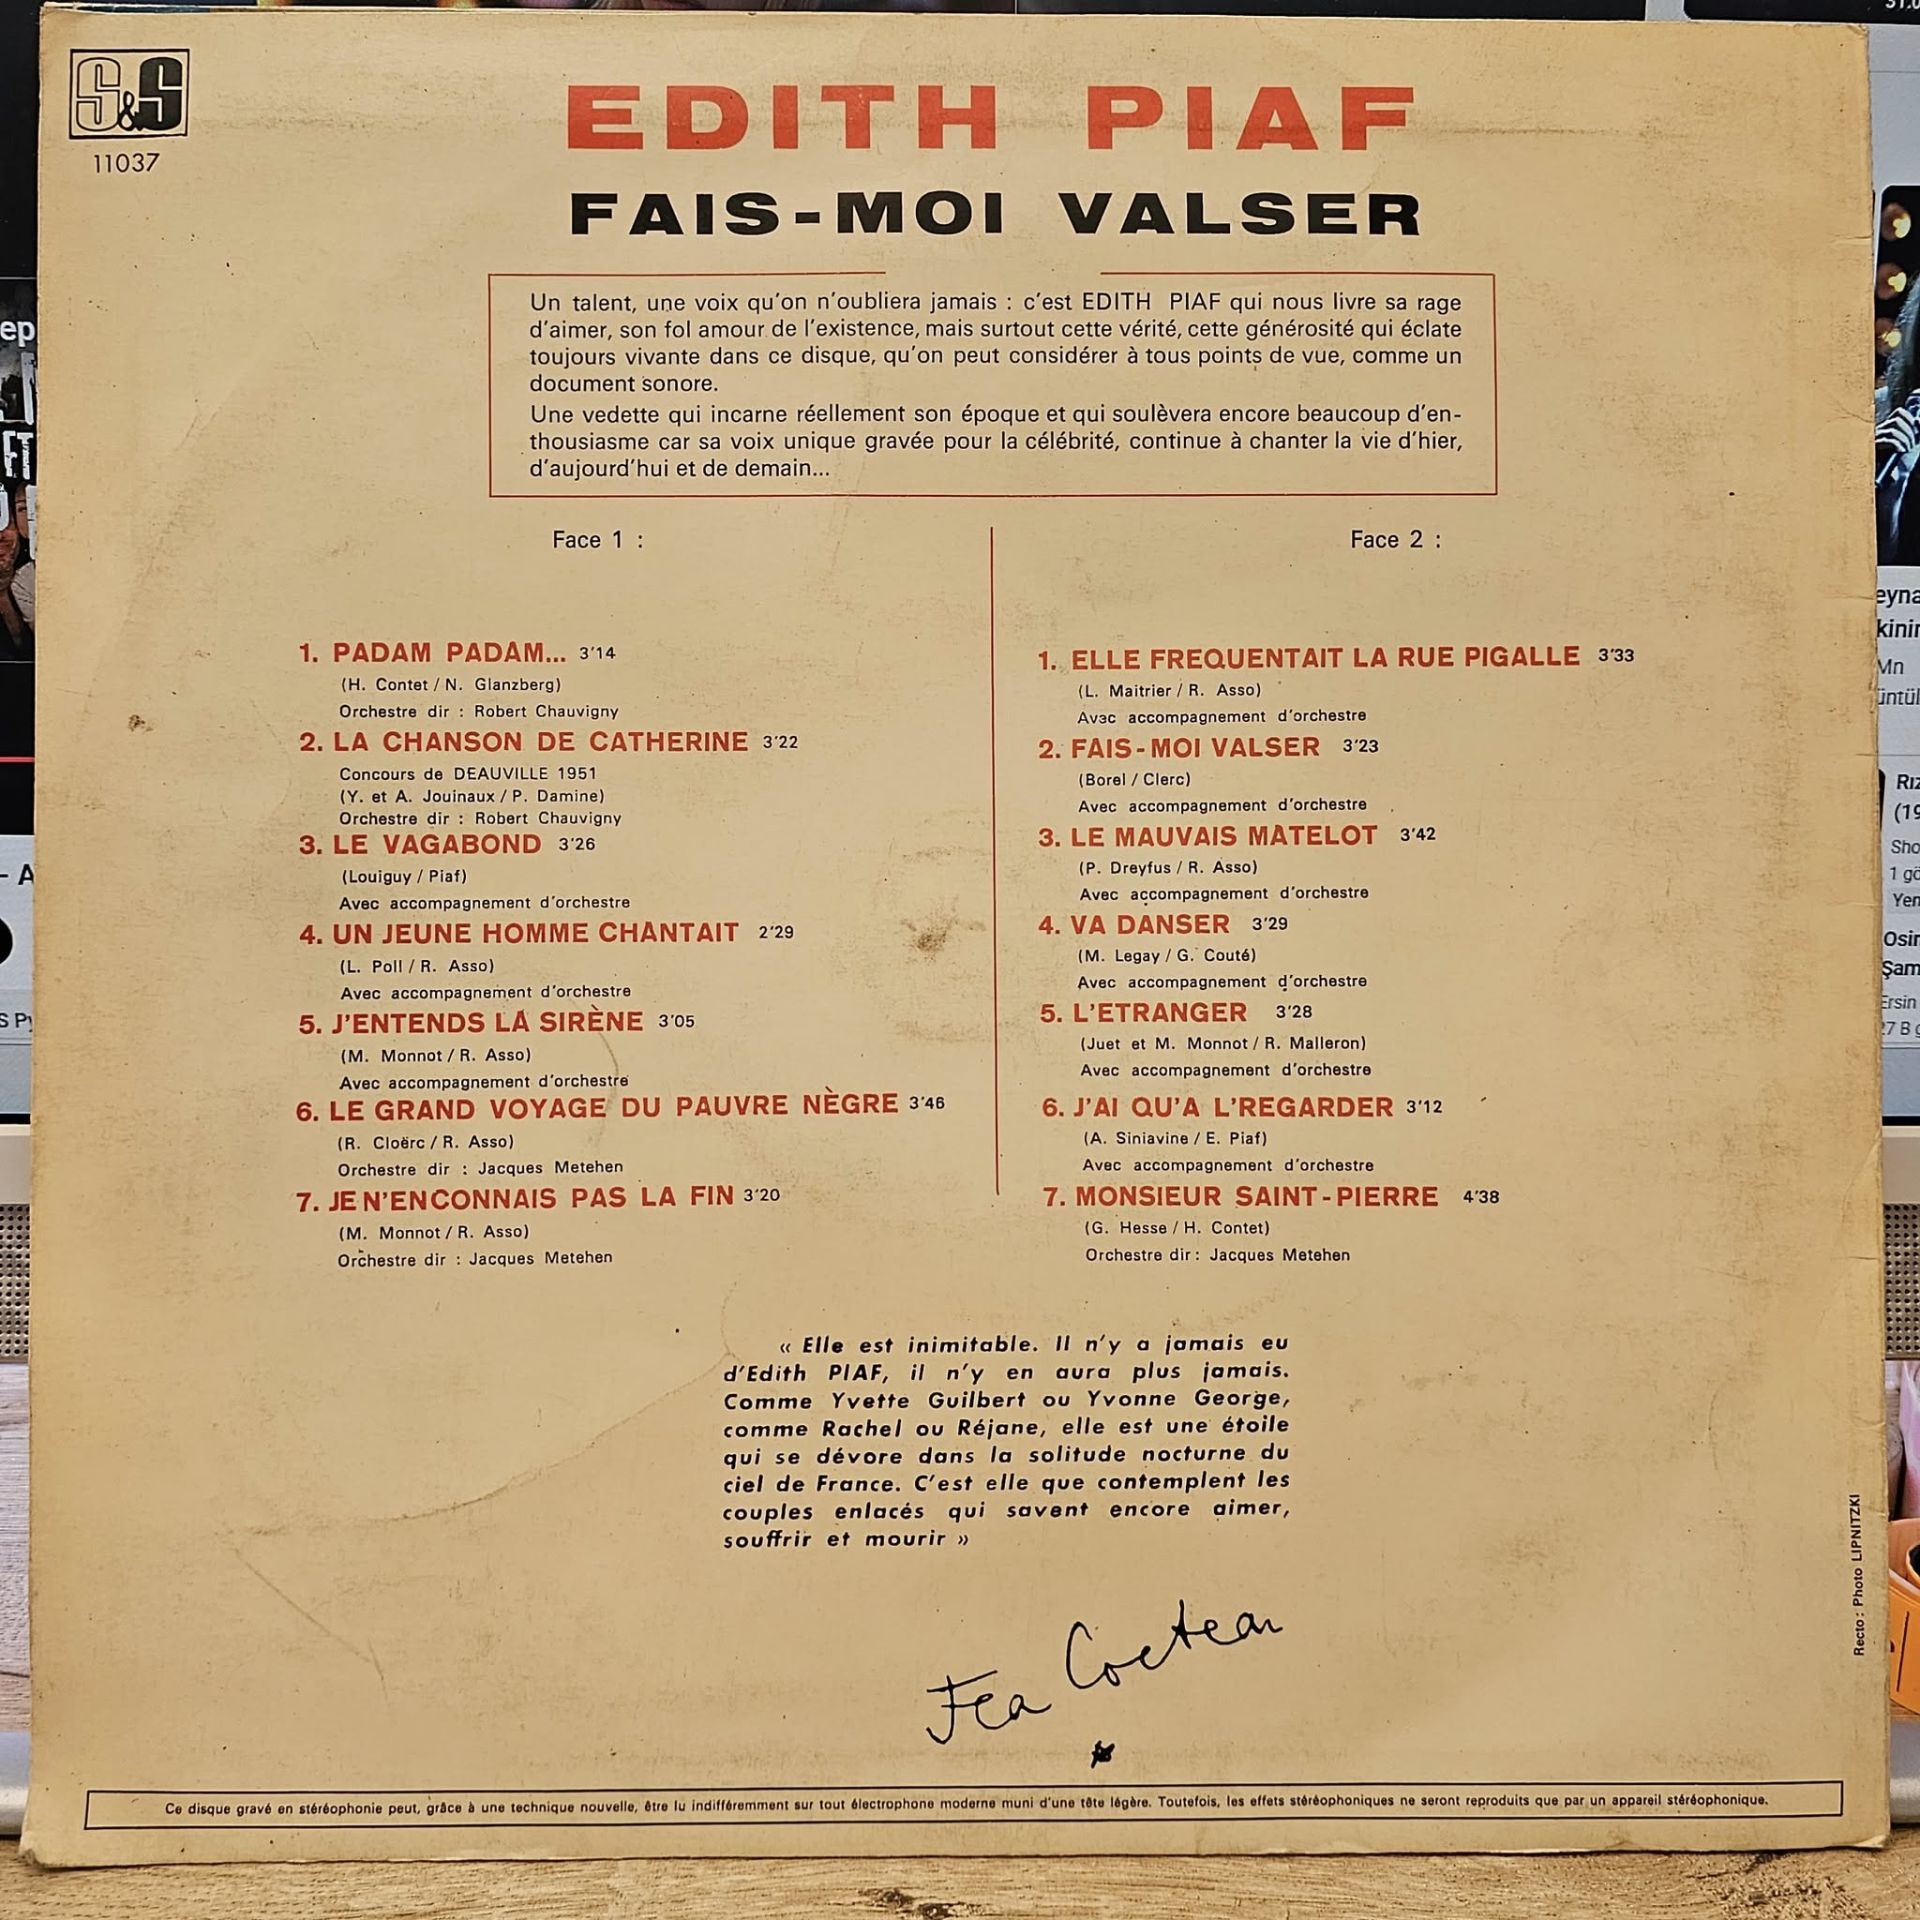 S&S
11037
EDITH PIAF
FAIS-MOI VALSER
Un talent, une voix qu'on n'oubliera jamais : c'est EDITH PIAF qui nous livre sa rage
d'aimer, son fol amour de l'existence, mais surtout cette vérité, cette générosité qui éclate
toujours vivante dans ce disque, qu'on peut considérer à tous points de vue, comme un
document sonore.
Une vedette qui incarne réellement son époque et qui soulèvera encore beaucoup d'en-
thousiasme car sa voix unique gravée pour la célébrité, continue à chanter la vie d'hier,
d'aujourd'hui et de demain...
Face 1 :
1. PADAM PADAM... 3'14
(H. Contet / N. Glanzberg)
Orchestre dir : Robert Chauvigny
2. LA CHANSON DE CATHERINE 3'22
Concours de DEAUVILLE 1951
(Y. et A. Jouinaux / P. Damine)
Orchestre dir : Robert Chauvigny
3. LE VAGABOND 3'26
(Louiguy / Piaf)
Avec accompagnement d'orchestre
4. UN JEUNE HOMME CHANTAIT 2'29
(L. Poll / R. Asso)
Avec accompagnement d'orchestre
5. J'ENTENDS LA SIRÈNE 3'05
(M. Monnot / R. Asso)
Avec accompagnement d'orchestre
6. LE GRAND VOYAGE DU PAUVRE NÈGRE 3'46
(R. Cloërc / R. Asso)
Orchestre dir : Jacques Metehen
7. JE N'EN CONNAIS PAS LA FIN 3'20
(M. Monnot / R. Asso)
Orchestre dir : Jacques Metehen
Face 2 :
1. ELLE FREQUENTAIT LA RUE PIGALLE 3'33
(L. Maitrier / R. Asso)
Avec accompagnement d'orchestre
2. FAIS-MOI VALSER 3'23
(Borel / Clerc)
Avec accompagnement d'orchestre
3. LE MAUVAIS MATELOT 3'42
(P. Dreyfus / R. Asso)
Avec accompagnement d'orchestre
4. VA DANSER 3'29
(M. Legay / G. Couté)
Avec accompagnement d'orchestre
5. L'ETRANGER 3'28
(Juet et M. Monnot / R. Malleron)
Avec accompagnement d'orchestre
6. J'AI QU'A L'REGARDER 3'12
(A. Siniavine / E. Piaf)
Avec accompagnement d'orchestre
7. MONSIEUR SAINT-PIERRE 4'38
(G. Hesse / H. Contet)
Orchestre dir : Jacques Metehen
« Elle est inimitable. Il n'y a jamais eu
d'Edith PIAF, il n'y en aura plus jamais.
Comme Yvette Guilbert ou Yvonne George,
comme Rachel ou Réjane, elle est une étoile
qui se dévore dans la solitude nocturne du
ciel de France. C'est elle que contemplent les
couples enlacés qui savent encore aimer,
souffrir et mourir »
Jean Cocteau
Recto : Photo LIPNITZKI
Ce disque gravé en stéréophonie peut, grâce à une technique nouvelle, être lu indifféremment sur tout électrophone moderne muni d'une tête légère. Toutefois, les effets stéréophoniques ne seront reproduits que par un appareil stéréophonique.